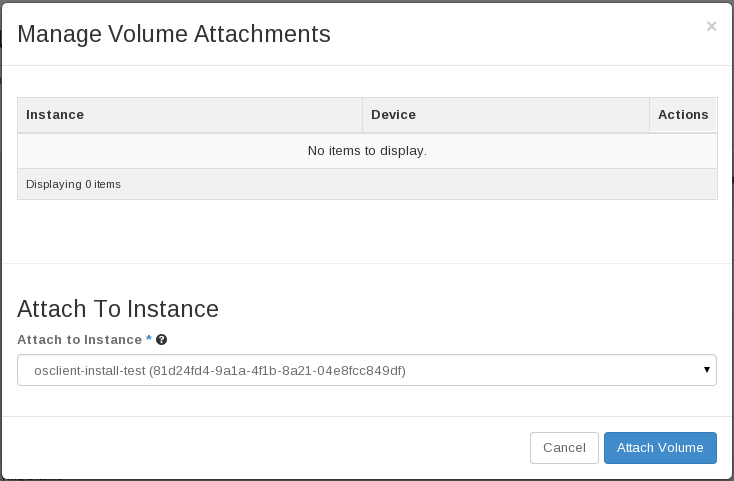 Manage Volume Attachments
×
Instance Device Actions
No items to display.
Displaying 0 items
Attach To Instance
Attach to Instance *
osclient-install-test (81d24fd4-9a1a-4f1b-8a21-04e8fcc849df)
Cancel Attach Volume